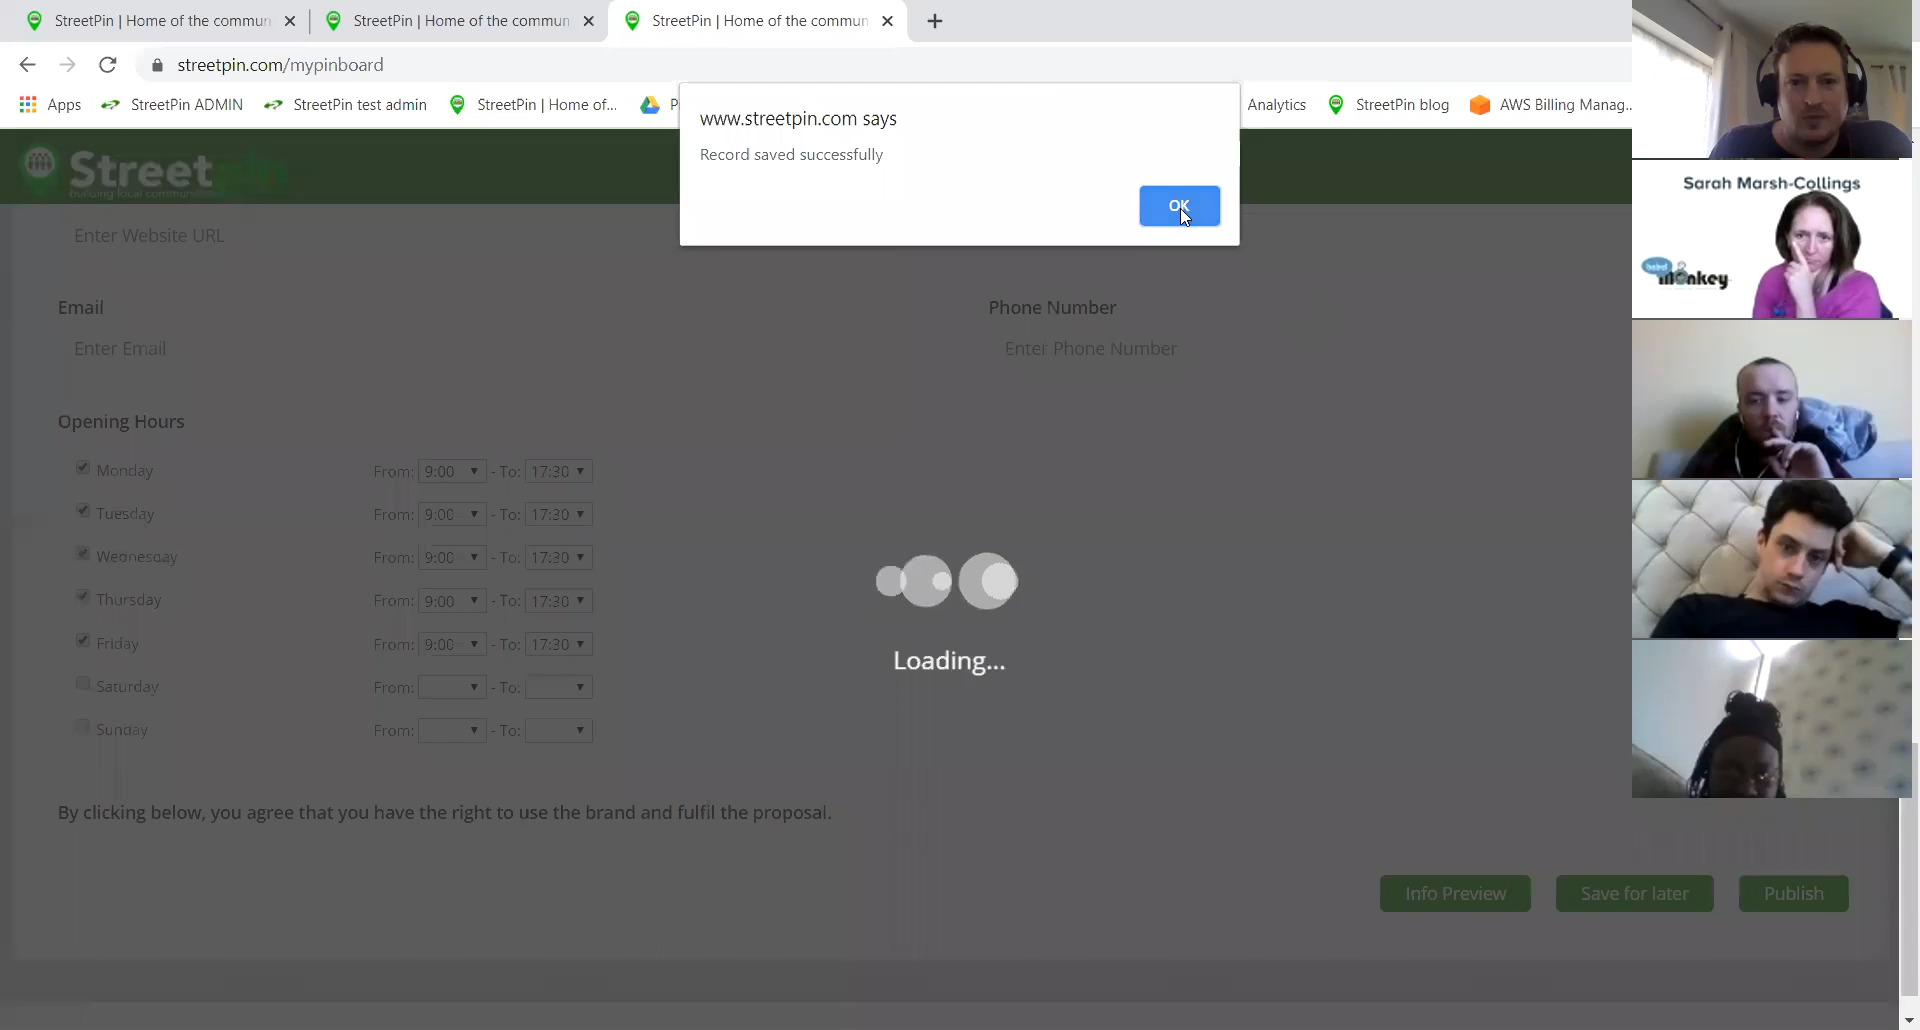 StreetPin | Home of the commun
StreetPin | Home of the commun
StreetPin | Home of the commun
streetpin.com/mypinboard
Apps
StreetPin ADMIN
StreetPin test admin
StreetPin | Home of...
P
Analytics
StreetPin blog
AWS Billing Manag...
www.streetpin.com says
Record saved successfully
OK
Streetpin
building local communities
Enter Website URL
Email
Phone Number
Enter Email
Enter Phone Number
Opening Hours
Monday From: 9:00 - To: 17:30
Tuesday From: 9:00 - To: 17:30
Wednesday From: 9:00 - To: 17:30
Thursday From: 9:00 - To: 17:30
Friday From: 9:00 - To: 17:30
Saturday From: - To:
Sunday From: - To:
Loading...
By clicking below, you agree that you have the right to use the brand and fulfil the proposal.
Info Preview
Save for later
Publish
Sarah Marsh-Collings
babel
monkey